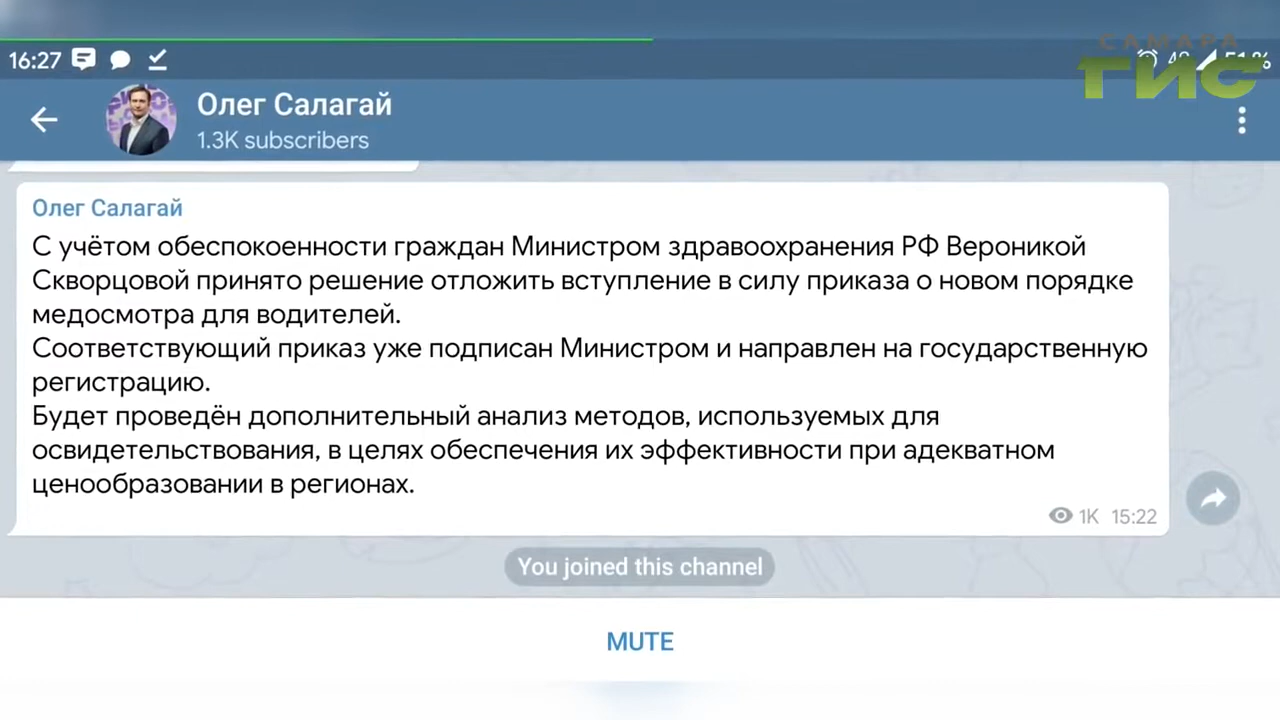 САМАРА
ГИС
16:27
51%
Олег Салагай
1.3K subscribers
Олег Салагай
С учётом обеспокоенности граждан Министром здравоохранения РФ Вероникой
Скворцовой принято решение отложить вступление в силу приказа о новом порядке
медосмотра для водителей.
Соответствующий приказ уже подписан Министром и направлен на государственную
регистрацию.
Будет проведён дополнительный анализ методов, используемых для
освидетельствования, в целях обеспечения их эффективности при адекватном
ценообразовании в регионах.
1K 15:22
You joined this channel
MUTE